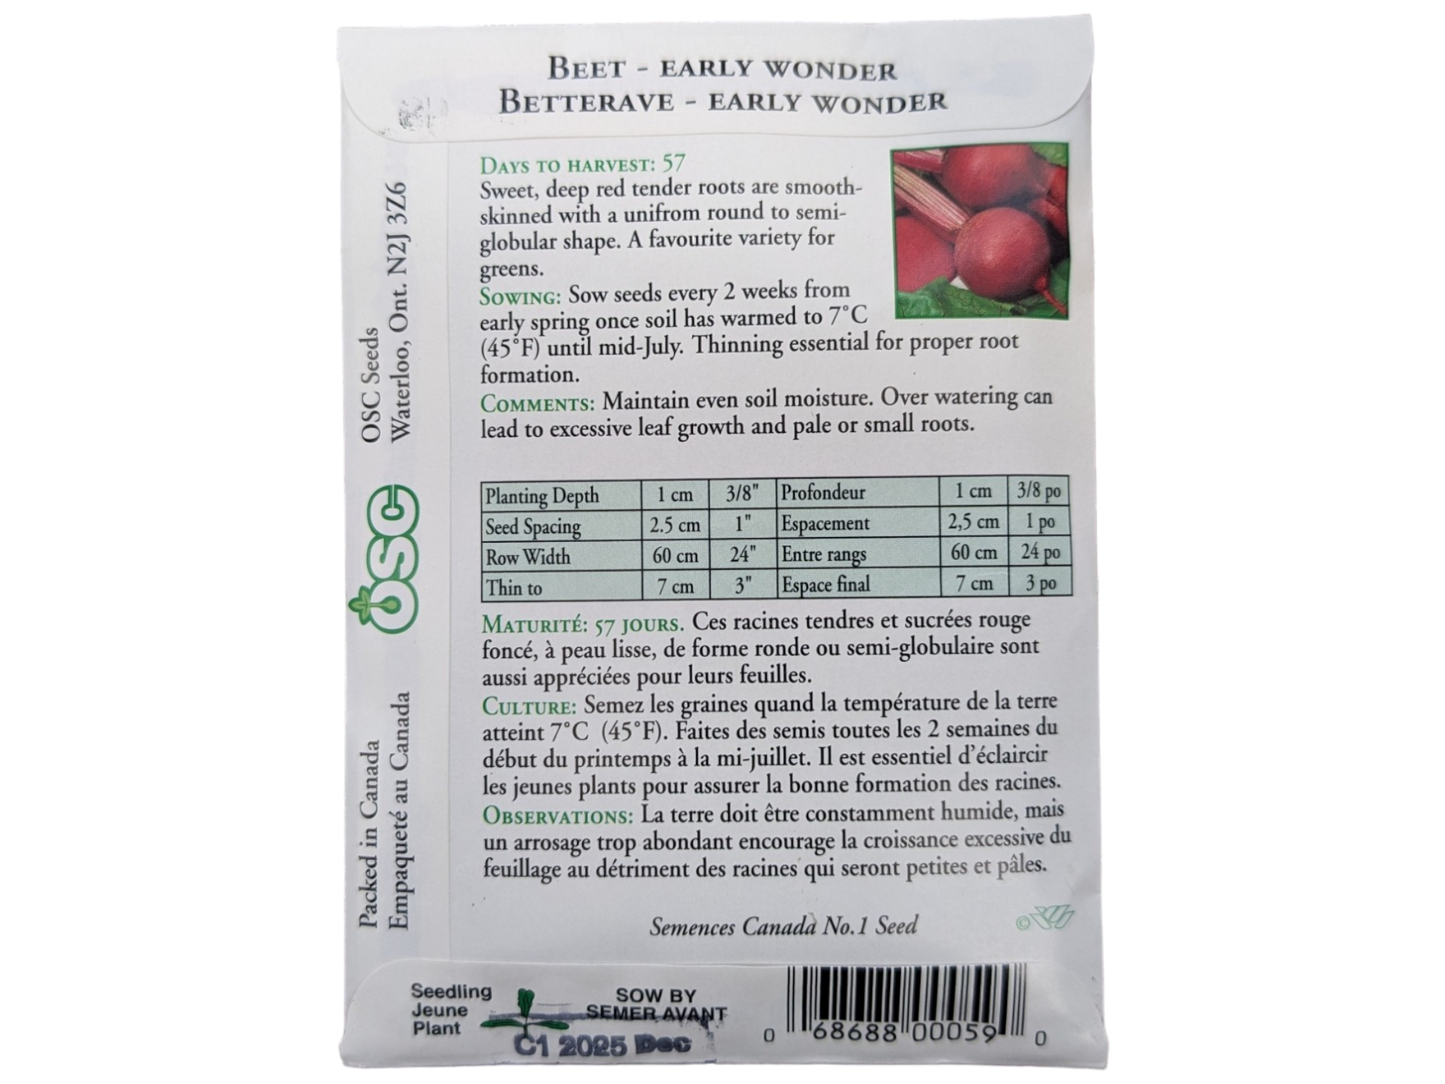 BEET - EARLY WONDER
BETTERAVE - EARLY WONDER
DAYS TO HARVEST: 57
Sweet, deep red tender roots are smooth-
skinned with a unifrom round to semi-
globular shape. A favourite variety for
greens.
SOWING: Sow seeds every 2 weeks from
early spring once soil has warmed to 7°C
(45°F) until mid-July. Thinning essential for proper root
formation.
COMMENTS: Maintain even soil moisture. Over watering can
lead to excessive leaf growth and pale or small roots.
Planting Depth 1 cm 3/8" Profondeur 1 cm 3/8 po
Seed Spacing 2.5 cm 1" Espacement 2,5 cm 1 po
Row Width 60 cm 24" Entre rangs 60 cm 24 po
Thin to 7 cm 3" Espace final 7 cm 3 po
MATURITÉ: 57 JOURS. Ces racines tendres et sucrées rouge
foncé, à peau lisse, de forme ronde ou semi-globulaire sont
aussi appréciées pour leurs feuilles.
CULTURE: Semez les graines quand la température de la terre
atteint 7°C (45°F). Faites des semis toutes les 2 semaines du
début du printemps à la mi-juillet. Il est essentiel d'éclaircir
les jeunes plants pour assurer la bonne formation des racines.
OBSERVATIONS: La terre doit être constamment humide, mais
un arrosage trop abondant encourage la croissance excessive du
feuillage au détriment des racines qui seront petites et pâles.
Semences Canada No.1 Seed
©
OSC Seeds
Waterloo, Ont. N2J 3Z6
OSC
Packed in Canada
Empaqueté au Canada
Seedling
Jeune
Plant
SOW BY
SEMER AVANT
C1 2025 Dec
0 68688 00059 0